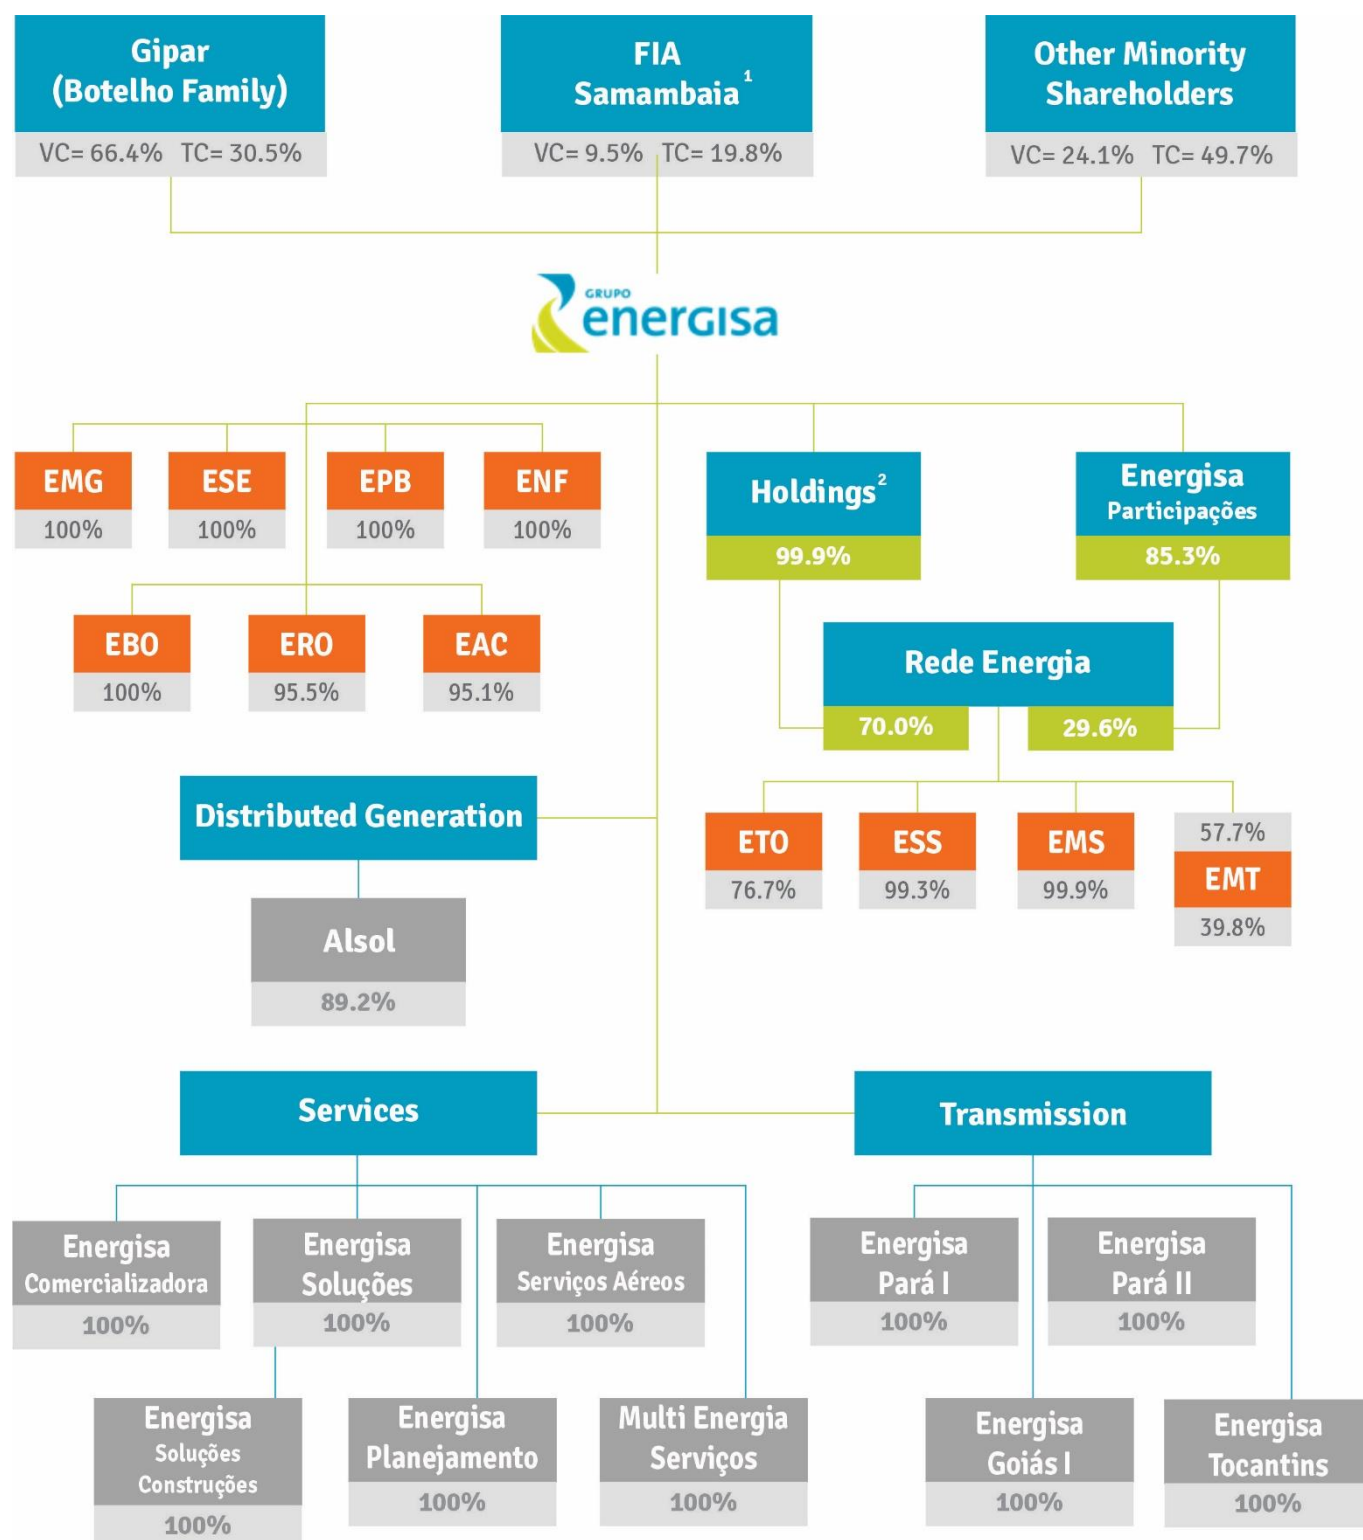 Gipar
(Botelho Family)
VC= 66.4% TC= 30.5%
FIA
Samambaia 1
VC= 9.5% TC= 19.8%
Other Minority
Shareholders
VC= 24.1% TC= 49.7%
GRUPO
energisa
EMG
100%
ESE
100%
EPB
100%
ENF
100%
Holdings2
99.9%
Energisa
Participações
85.3%
EBO
100%
ERO
95.5%
EAC
95.1%
Rede Energia
70.0%
29.6%
Distributed Generation
Alsol
89.2%
ETO
76.7%
ESS
99.3%
EMS
99.9%
57.7%
EMT
39.8%
Services
Transmission
Energisa
Comercializadora
100%
Energisa
Soluções
100%
Energisa
Serviços Aéreos
100%
Energisa
Pará I
100%
Energisa
Pará II
100%
Energisa
Soluções
Construções
100%
Energisa
Planejamento
100%
Multi Energia
Serviços
100%
Energisa
Goiás I
100%
Energisa
Tocantins
100%